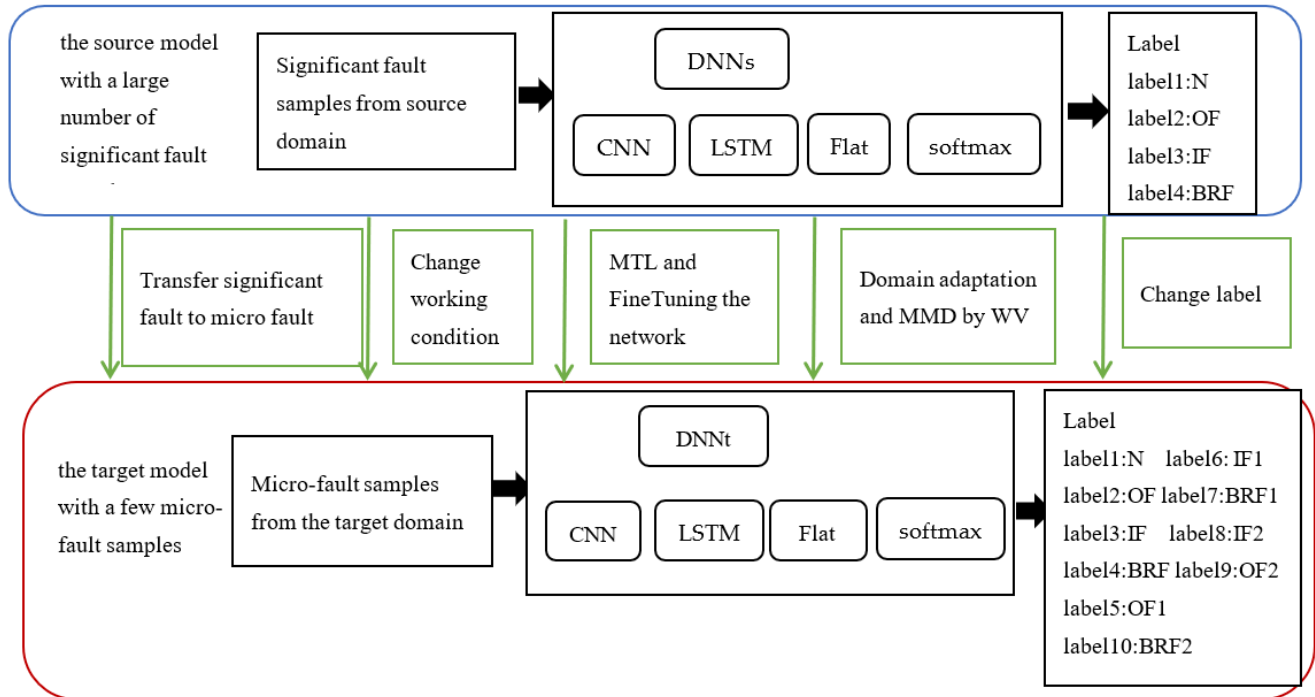 the source model
with a large
number of
significant fault
Significant fault
samples from source
domain
DNNs
CNN
LSTM
Flat
softmax
Label
label1:N
label2:OF
label3:IF
label4:BRF
Transfer significant
fault to micro fault
Change
working
condition
MTL and
FineTuning the
network
Domain adaptation
and MMD by WV
Change label
the target model
with a few micro-
fault samples
Micro-fault samples
from the target domain
DNNt
CNN
LSTM
Flat
softmax
Label
label1:N label6: IF1
label2:OF label7:BRF1
label3:IF label8:IF2
label4:BRF label9:OF2
label5:OF1
label10:BRF2